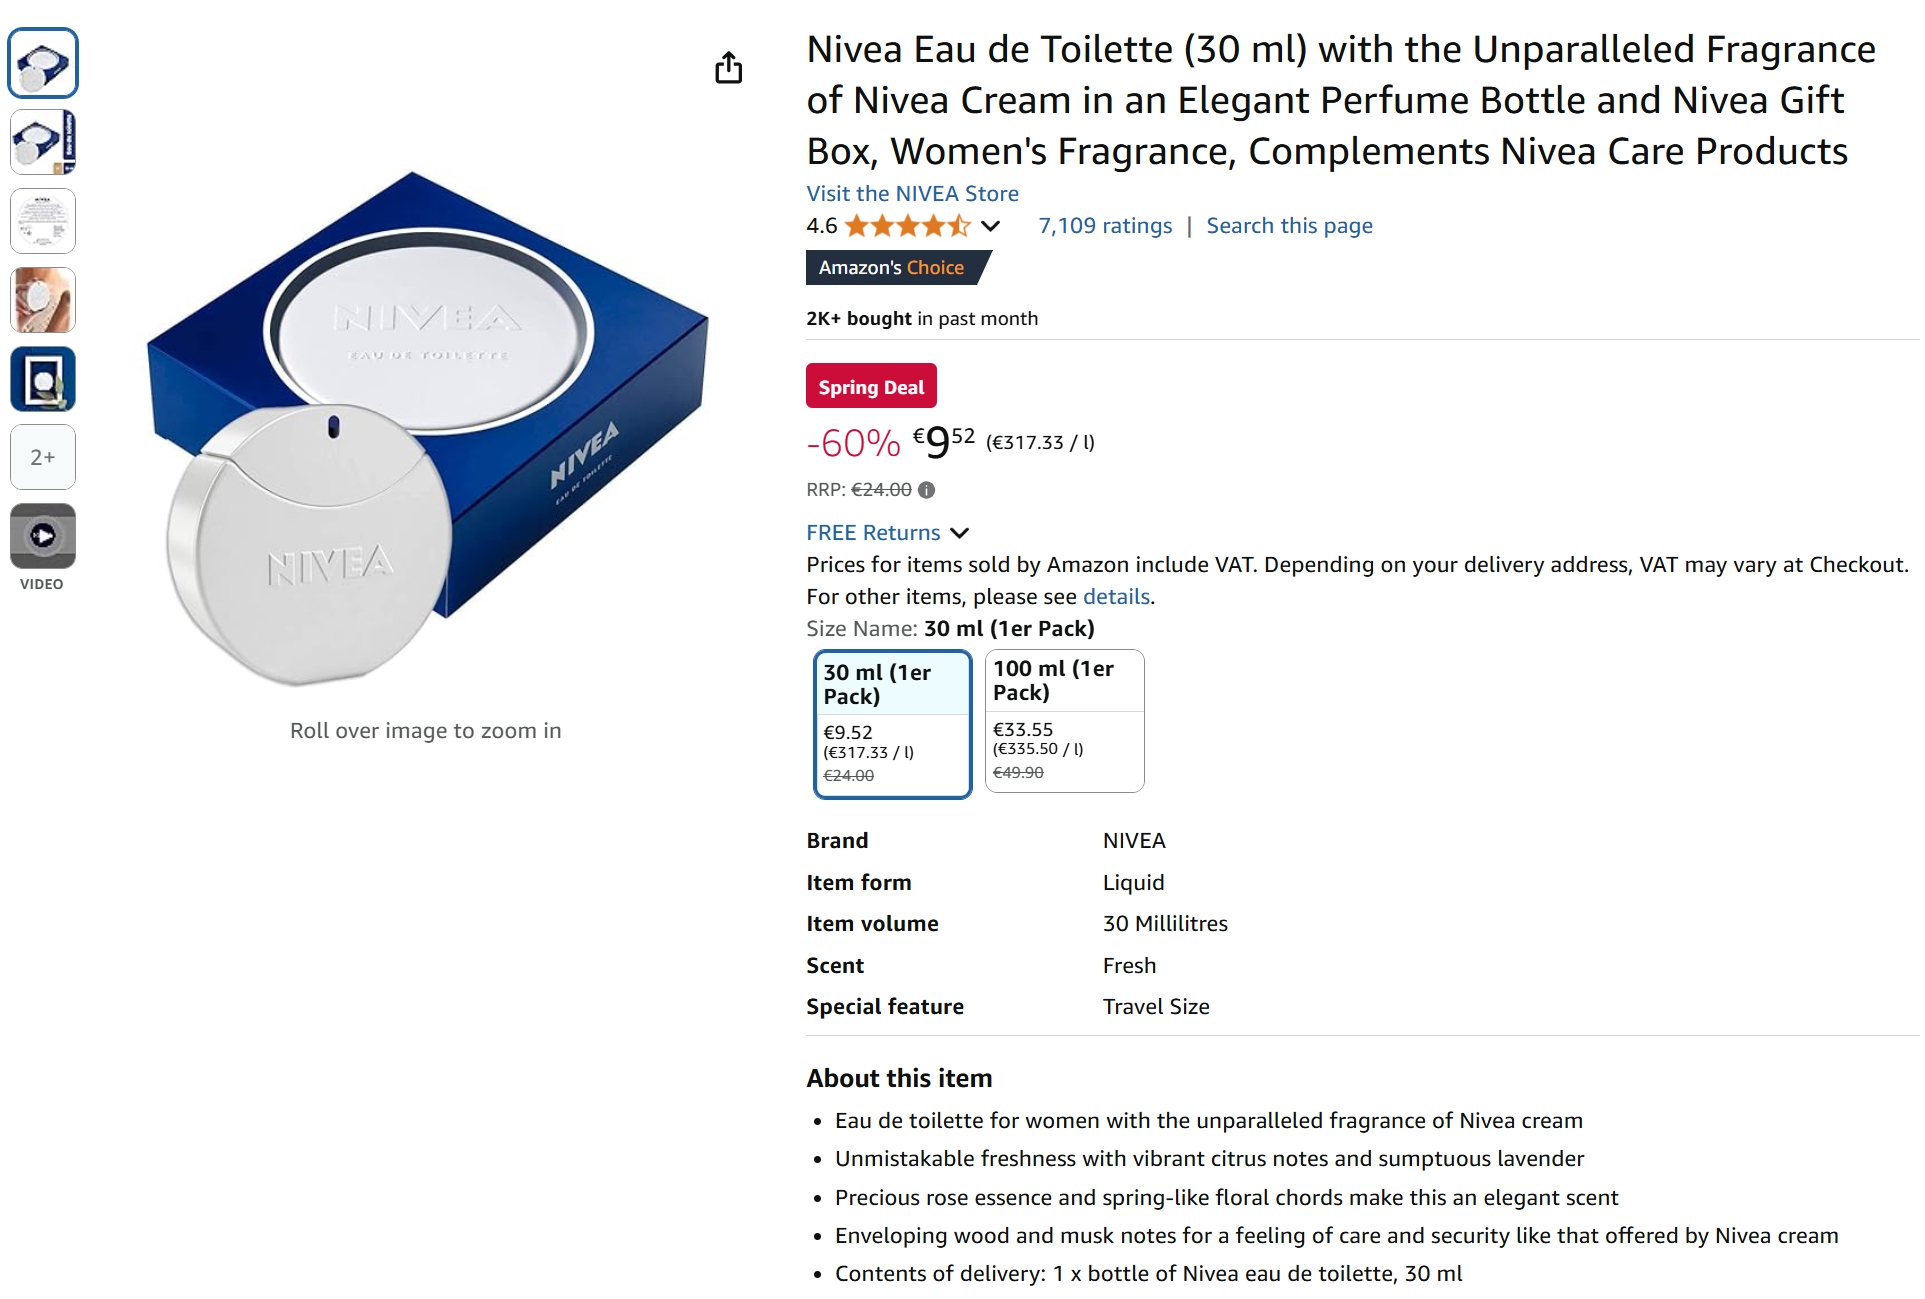 Nivea Eau de Toilette (30 ml) with the Unparalleled Fragrance
of Nivea Cream in an Elegant Perfume Bottle and Nivea Gift
Box, Women's Fragrance, Complements Nivea Care Products
Visit the NIVEA Store
4.6 7,109 ratings | Search this page
Amazon's Choice
2K+ bought in past month
Spring Deal
-60% €952 (€317.33 / l)
RRP: €24.00
FREE Returns
Prices for items sold by Amazon include VAT. Depending on your delivery address, VAT may vary at Checkout.
For other items, please see details.
Size Name: 30 ml (1er Pack)
30 ml (1er
Pack)
€9.52
(€317.33 / l)
€24.00
100 ml (1er
Pack)
€33.55
(€335.50 / l)
€49.90
Brand NIVEA
Item form Liquid
Item volume 30 Millilitres
Scent Fresh
Special feature Travel Size
About this item
Eau de toilette for women with the unparalleled fragrance of Nivea cream
Unmistakable freshness with vibrant citrus notes and sumptuous lavender
Precious rose essence and spring-like floral chords make this an elegant scent
Enveloping wood and musk notes for a feeling of care and security like that offered by Nivea cream
Contents of delivery: 1 x bottle of Nivea eau de toilette, 30 ml
NIVEA
EAU DE TOILETTE
NIVEA
EAU DE TOILETTE
NIVEA
Roll over image to zoom in
2+
VIDEO